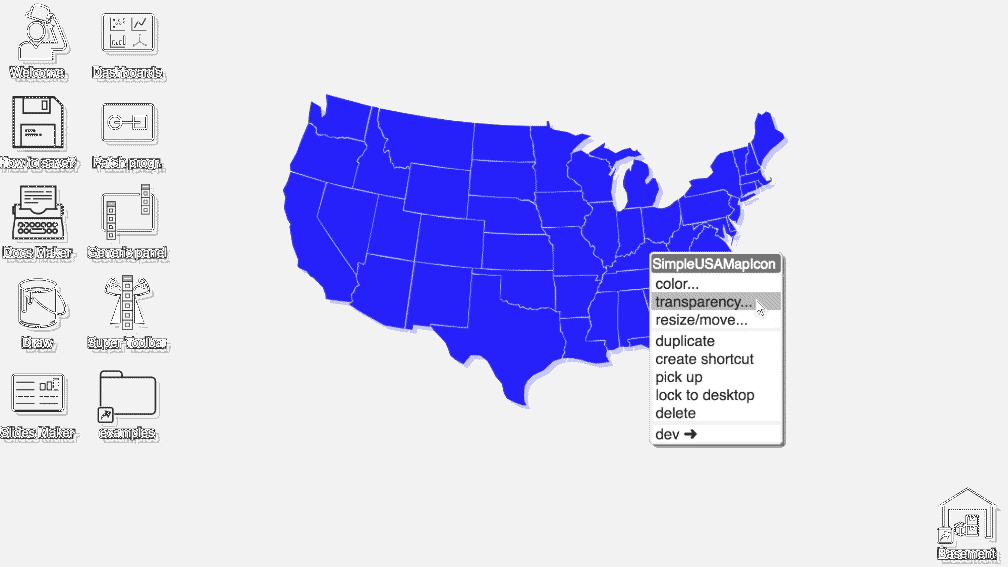 Welcome
Dashboards
How to save?
Patch progr.
Docs Maker
Generic panel
Draw
Super Toolbar
Slides Maker
examples
SimpleUSAMapIcon
color...
transparency...
resize/move...
duplicate
create shortcut
pick up
lock to desktop
delete
dev ➜
Basement